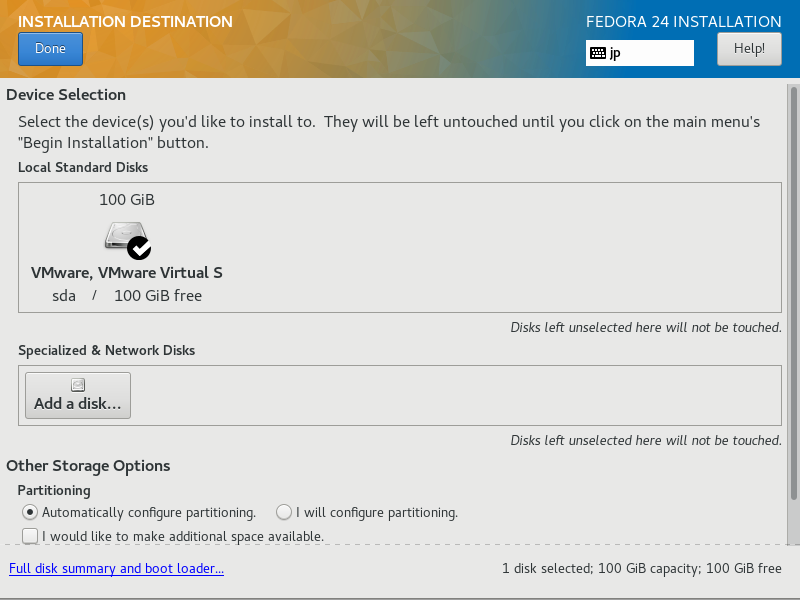 INSTALLATION DESTINATION
FEDORA 24 INSTALLATION
Done
jp
Help!
Device Selection
Select the device(s) you'd like to install to.  They will be left untouched until you click on the main menu's
"Begin Installation" button.
Local Standard Disks
100 GiB
VMware, VMware Virtual S
sda / 100 GiB free
Disks left unselected here will not be touched.
Specialized & Network Disks
Add a disk...
Disks left unselected here will not be touched.
Other Storage Options
Partitioning
Automatically configure partitioning. I will configure partitioning.
I would like to make additional space available.
Full disk summary and boot loader... 1 disk selected; 100 GiB capacity; 100 GiB free